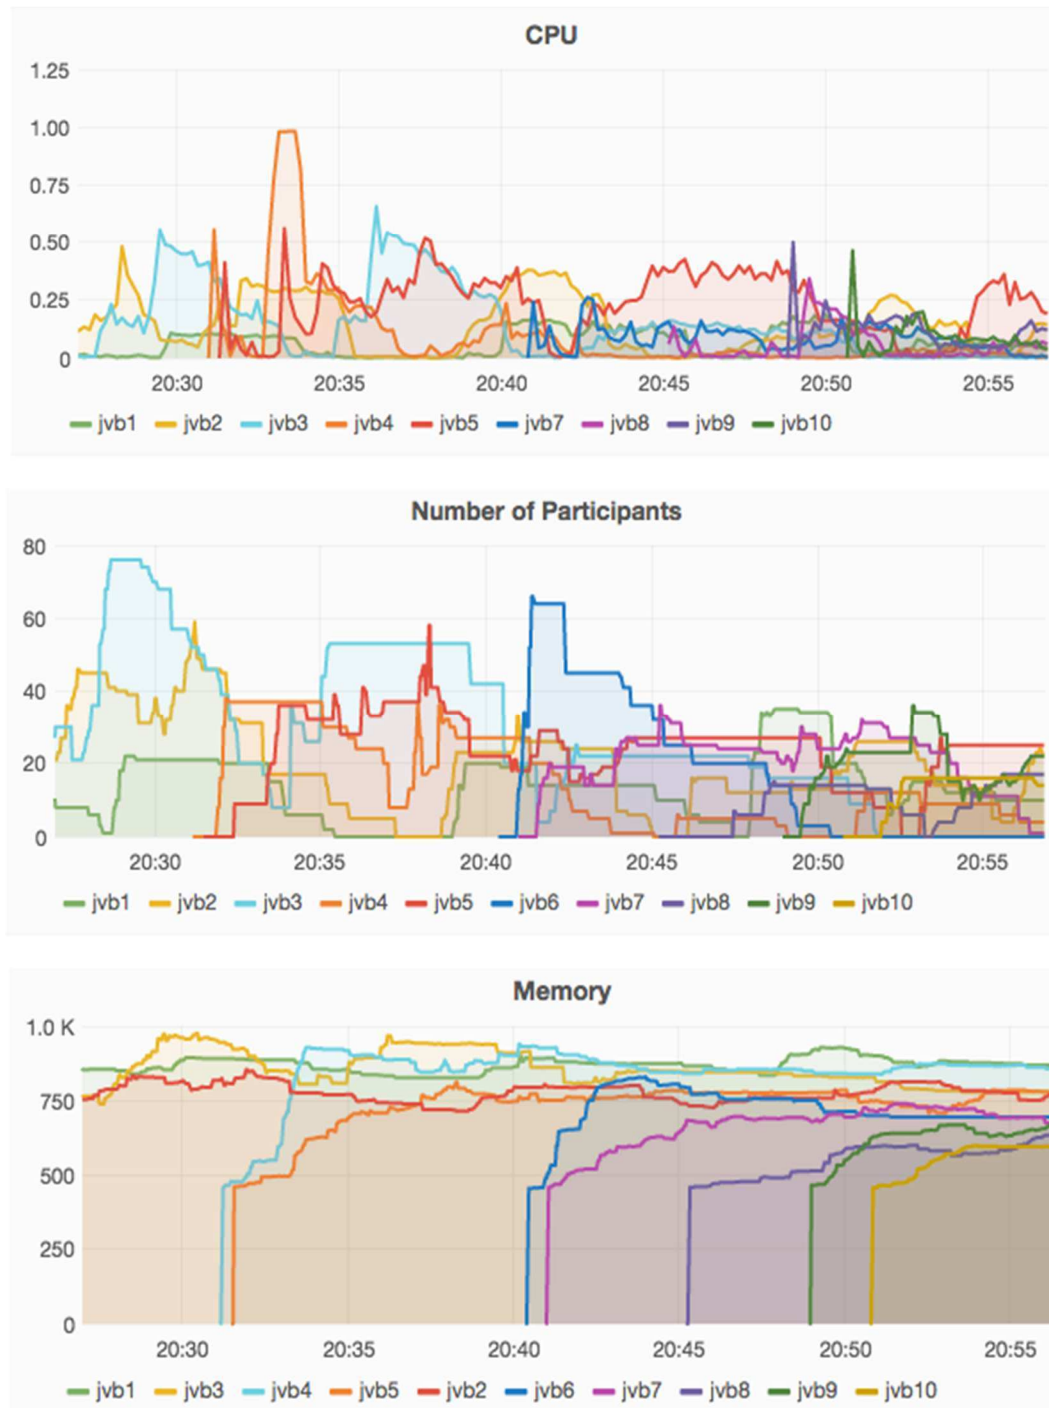 CPU
1.25
1.00
0.75
0.50
0.25
0
20:30 20:35 20:40 20:45 20:50 20:55
jvb1 jvb2 jvb3 jvb4 jvb5 jvb7 jvb8 jvb9 jvb10
Number of Participants
80
60
40
20
0
20:30 20:35 20:40 20:45 20:50 20:55
jvb1 jvb2 jvb3 jvb4 jvb5 jvb6 jvb7 jvb8 jvb9 jvb10
Memory
1.0 K
750
500
250
0
20:30 20:35 20:40 20:45 20:50 20:55
jvb1 jvb3 jvb4 jvb5 jvb2 jvb6 jvb7 jvb8 jvb9 jvb10